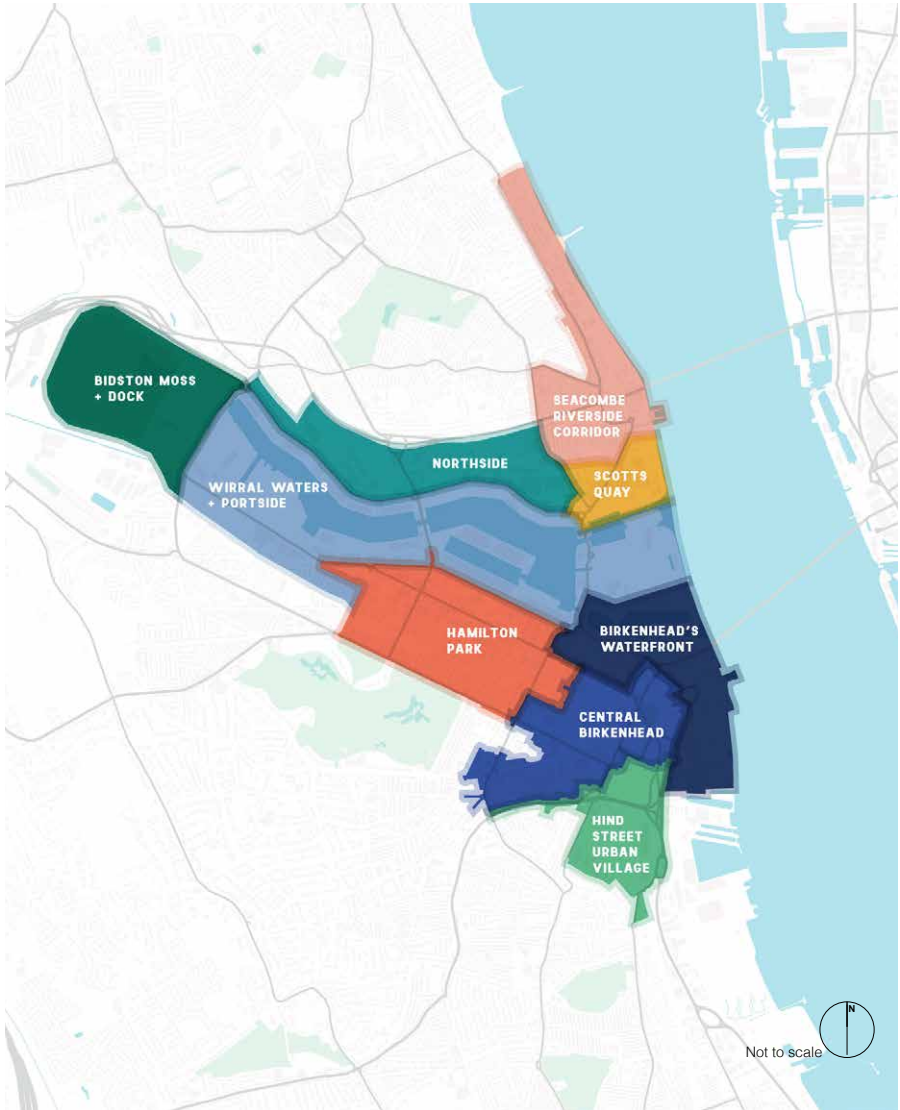 BIDSTON MOSS
+ DOCK
SEACOMBE
RIVERSIDE
CORRIDOR
NORTHSIDE
SCOTTS
QUAY
WIRRAL WATERS
+ PORTSIDE
HAMILTON
PARK
BIRKENHEAD'S
WATERFRONT
CENTRAL
BIRKENHEAD
HIND
STREET
URBAN
VILLAGE
N
Not to scale